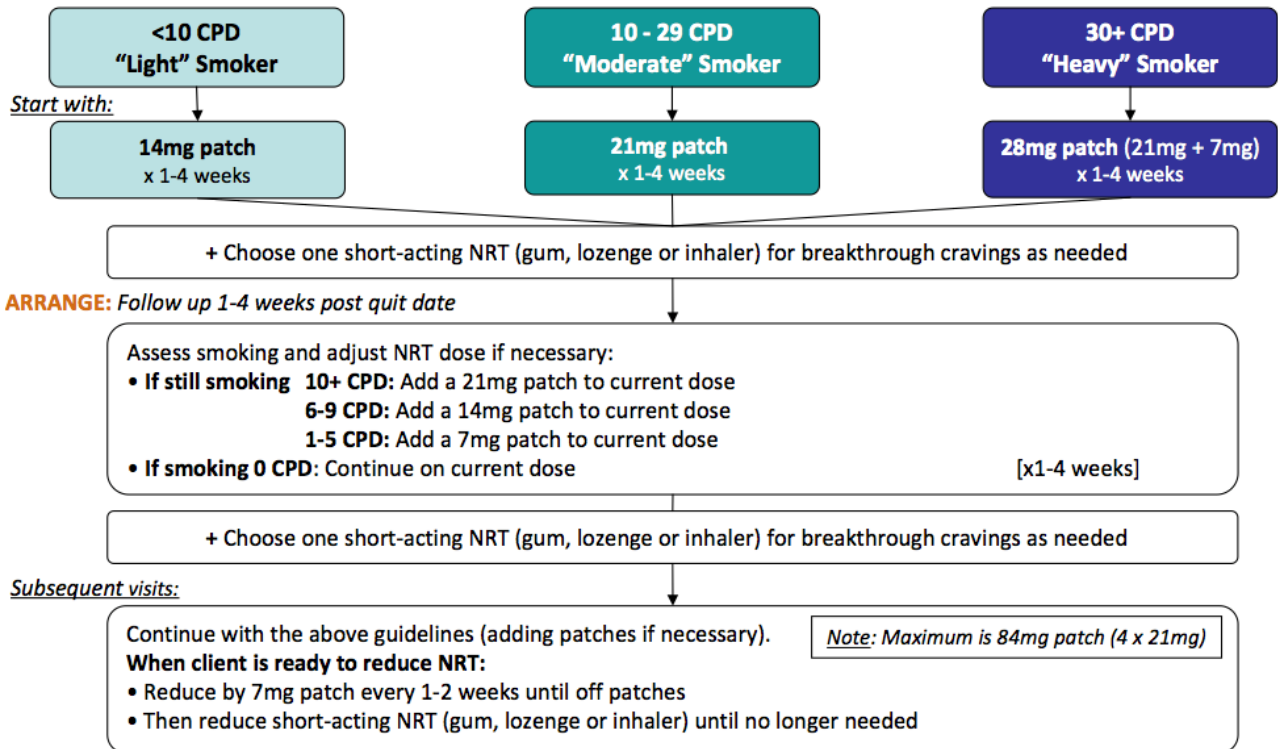 <10 CPD
“Light” Smoker
10 - 29 CPD
“Moderate” Smoker
30+ CPD
“Heavy” Smoker
Start with:
14mg patch
x 1-4 weeks
21mg patch
x 1-4 weeks
28mg patch (21mg + 7mg)
x 1-4 weeks
+ Choose one short-acting NRT (gum, lozenge or inhaler) for breakthrough cravings as needed
ARRANGE: Follow up 1-4 weeks post quit date
Assess smoking and adjust NRT dose if necessary:
• If still smoking 10+ CPD: Add a 21mg patch to current dose
6-9 CPD: Add a 14mg patch to current dose
1-5 CPD: Add a 7mg patch to current dose
• If smoking 0 CPD: Continue on current dose [x1-4 weeks]
+ Choose one short-acting NRT (gum, lozenge or inhaler) for breakthrough cravings as needed
Subsequent visits:
Continue with the above guidelines (adding patches if necessary).
Note: Maximum is 84mg patch (4 x 21mg)
When client is ready to reduce NRT:
• Reduce by 7mg patch every 1-2 weeks until off patches
• Then reduce short-acting NRT (gum, lozenge or inhaler) until no longer needed